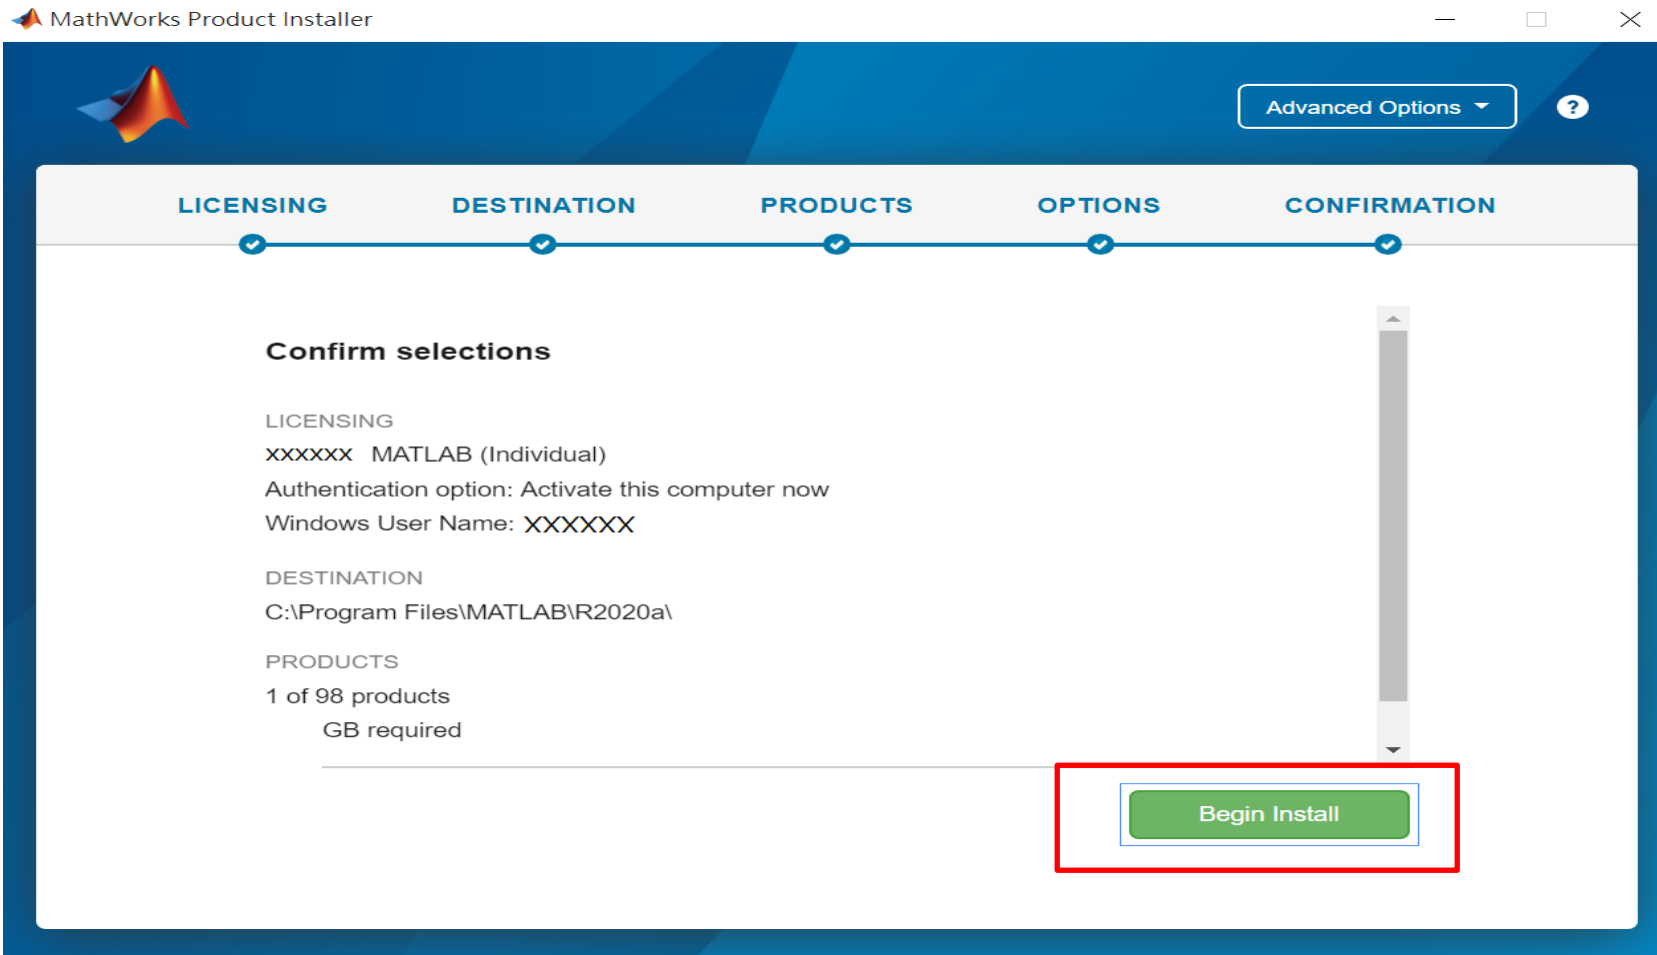 MathWorks Product Installer
Advanced Options
?
LICENSING DESTINATION PRODUCTS OPTIONS CONFIRMATION
Confirm selections
LICENSING
xxxxxx MATLAB (Individual)
Authentication option: Activate this computer now
Windows User Name: XXXXXX
DESTINATION
C:\Program Files\MATLAB\R2020a\
PRODUCTS
1 of 98 products
GB required
Begin Install